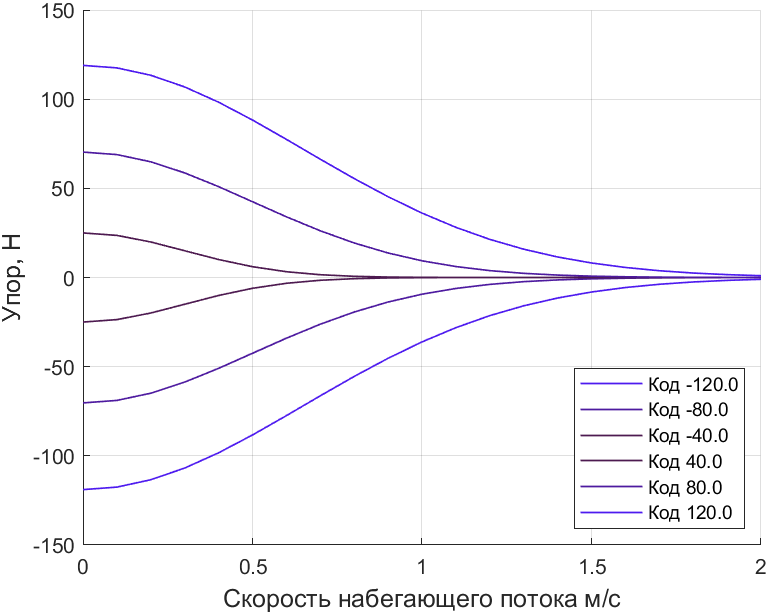 150
100
50
0
-50
-100
-150
Упор, Н
0
0.5
1
1.5
2
Скорость набегающего потока м/с
Код -120.0
Код -80.0
Код -40.0
Код 40.0
Код 80.0
Код 120.0